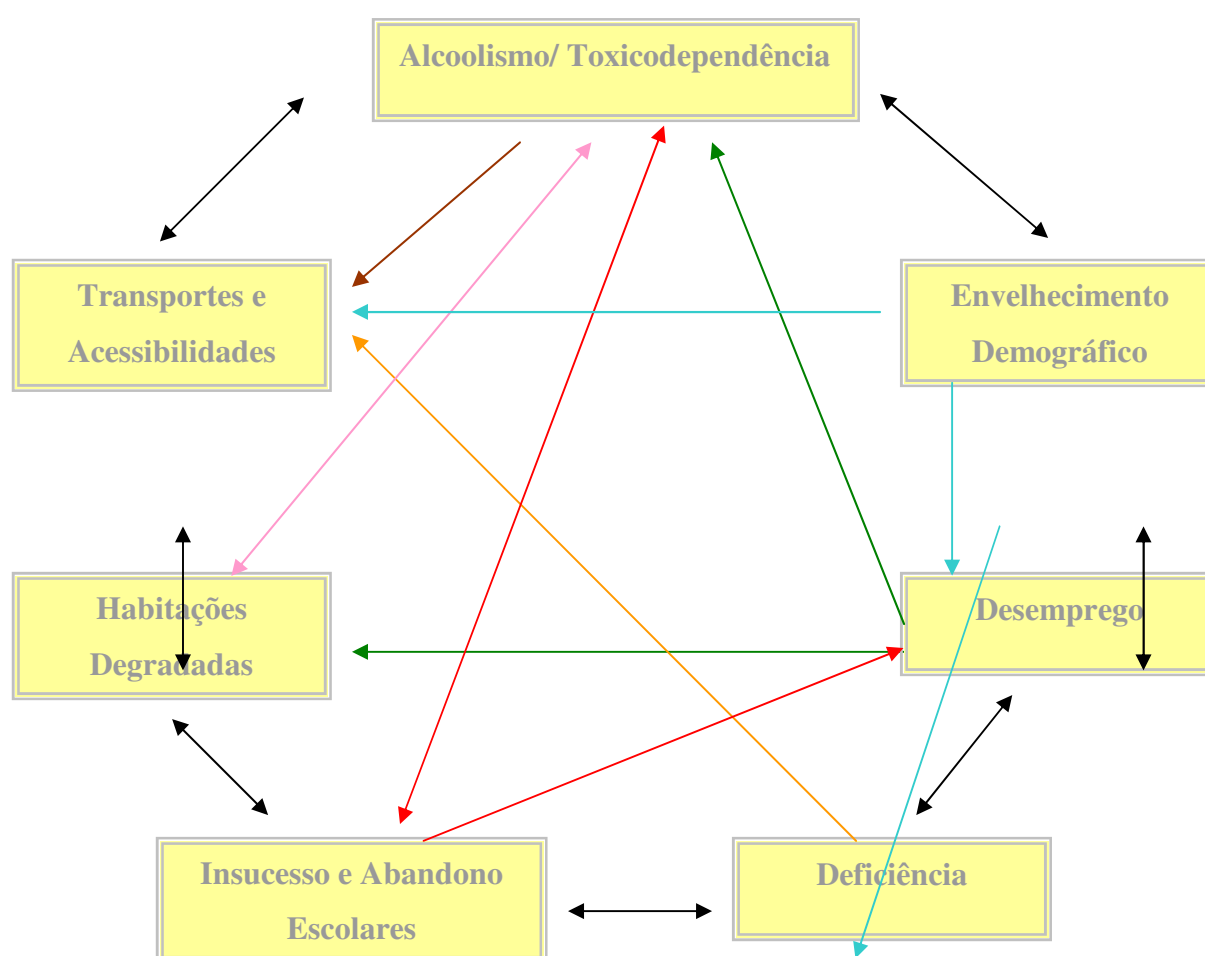 Alcoolismo/ Toxicodependência
Transportes e
Acessibilidades
Envelhecimento
Demográfico
Habitações
Degradadas
Desemprego
Insucesso e Abandono
Escolares
Deficiência